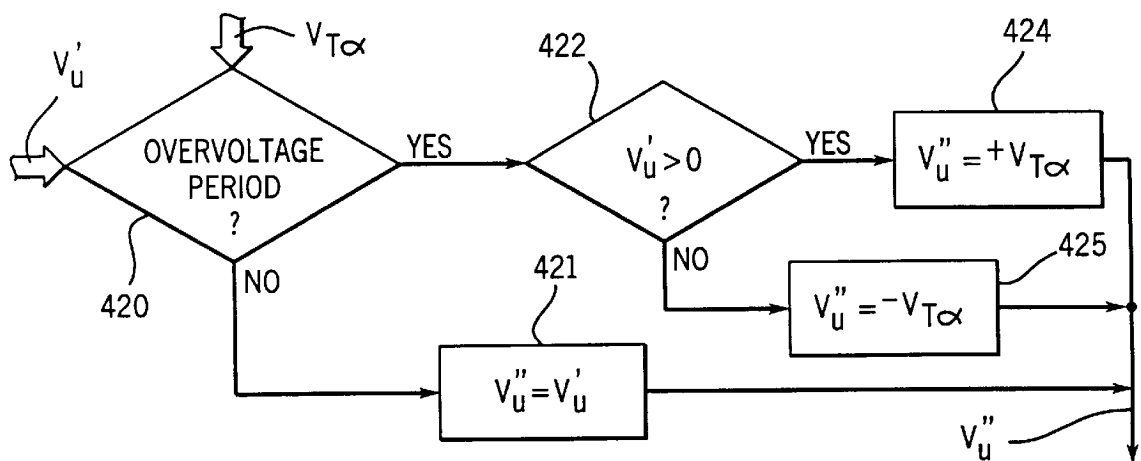 V_Tα
422
424
V_u'
OVERVOLTAGE
PERIOD
?
YES
V_u' > 0
?
YES
V_u'' = +V_Tα
NO
420
NO
421
425
V_u'' = -V_Tα
V_u'' = V_u'
V_u''